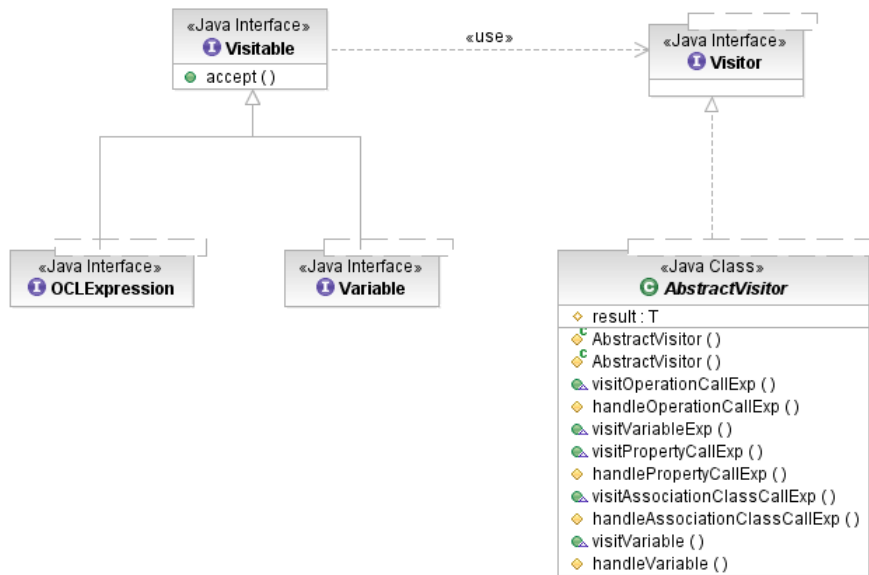 «Java Interface»
I Visitable
accept ( )
«use»
«Java Interface»
I Visitor
«Java Interface»
I OCLExpression
«Java Interface»
I Variable
«Java Class»
C AbstractVisitor
result : T
C AbstractVisitor ( )
C AbstractVisitor ( )
visitOperationCallExp ( )
handleOperationCallExp ( )
visitVariableExp ( )
visitPropertyCallExp ( )
handlePropertyCallExp ( )
visitAssociationClassCallExp ( )
handleAssociationClassCallExp ( )
visitVariable ( )
handleVariable ( )